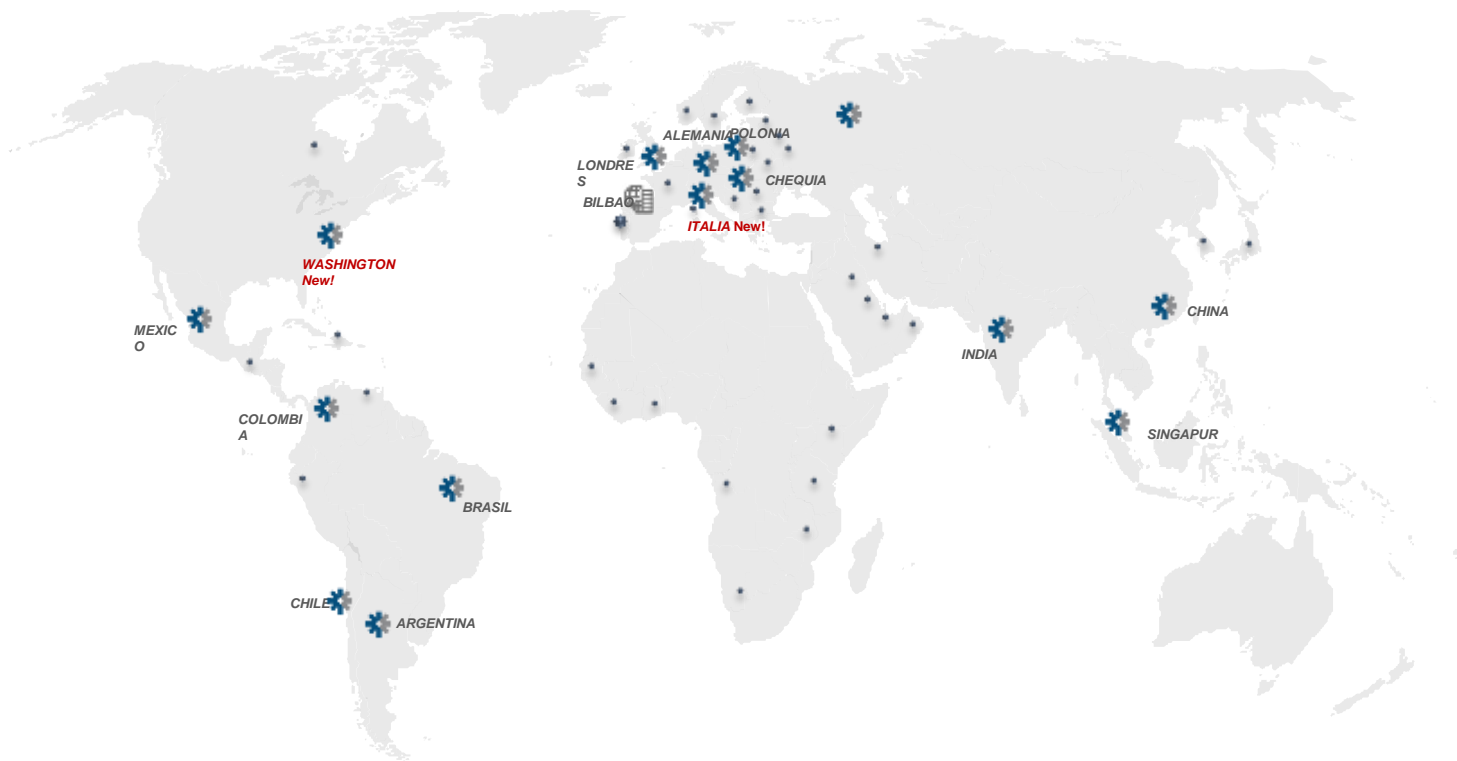 ALEMANIA
POLONIA
LONDRE
S
CHEQUIA
BILBAO
ITALIA New!
WASHINGTON
New!
MEXIC
O
CHINA
INDIA
COLOMBI
A
SINGAPUR
BRASIL
CHILE
ARGENTINA